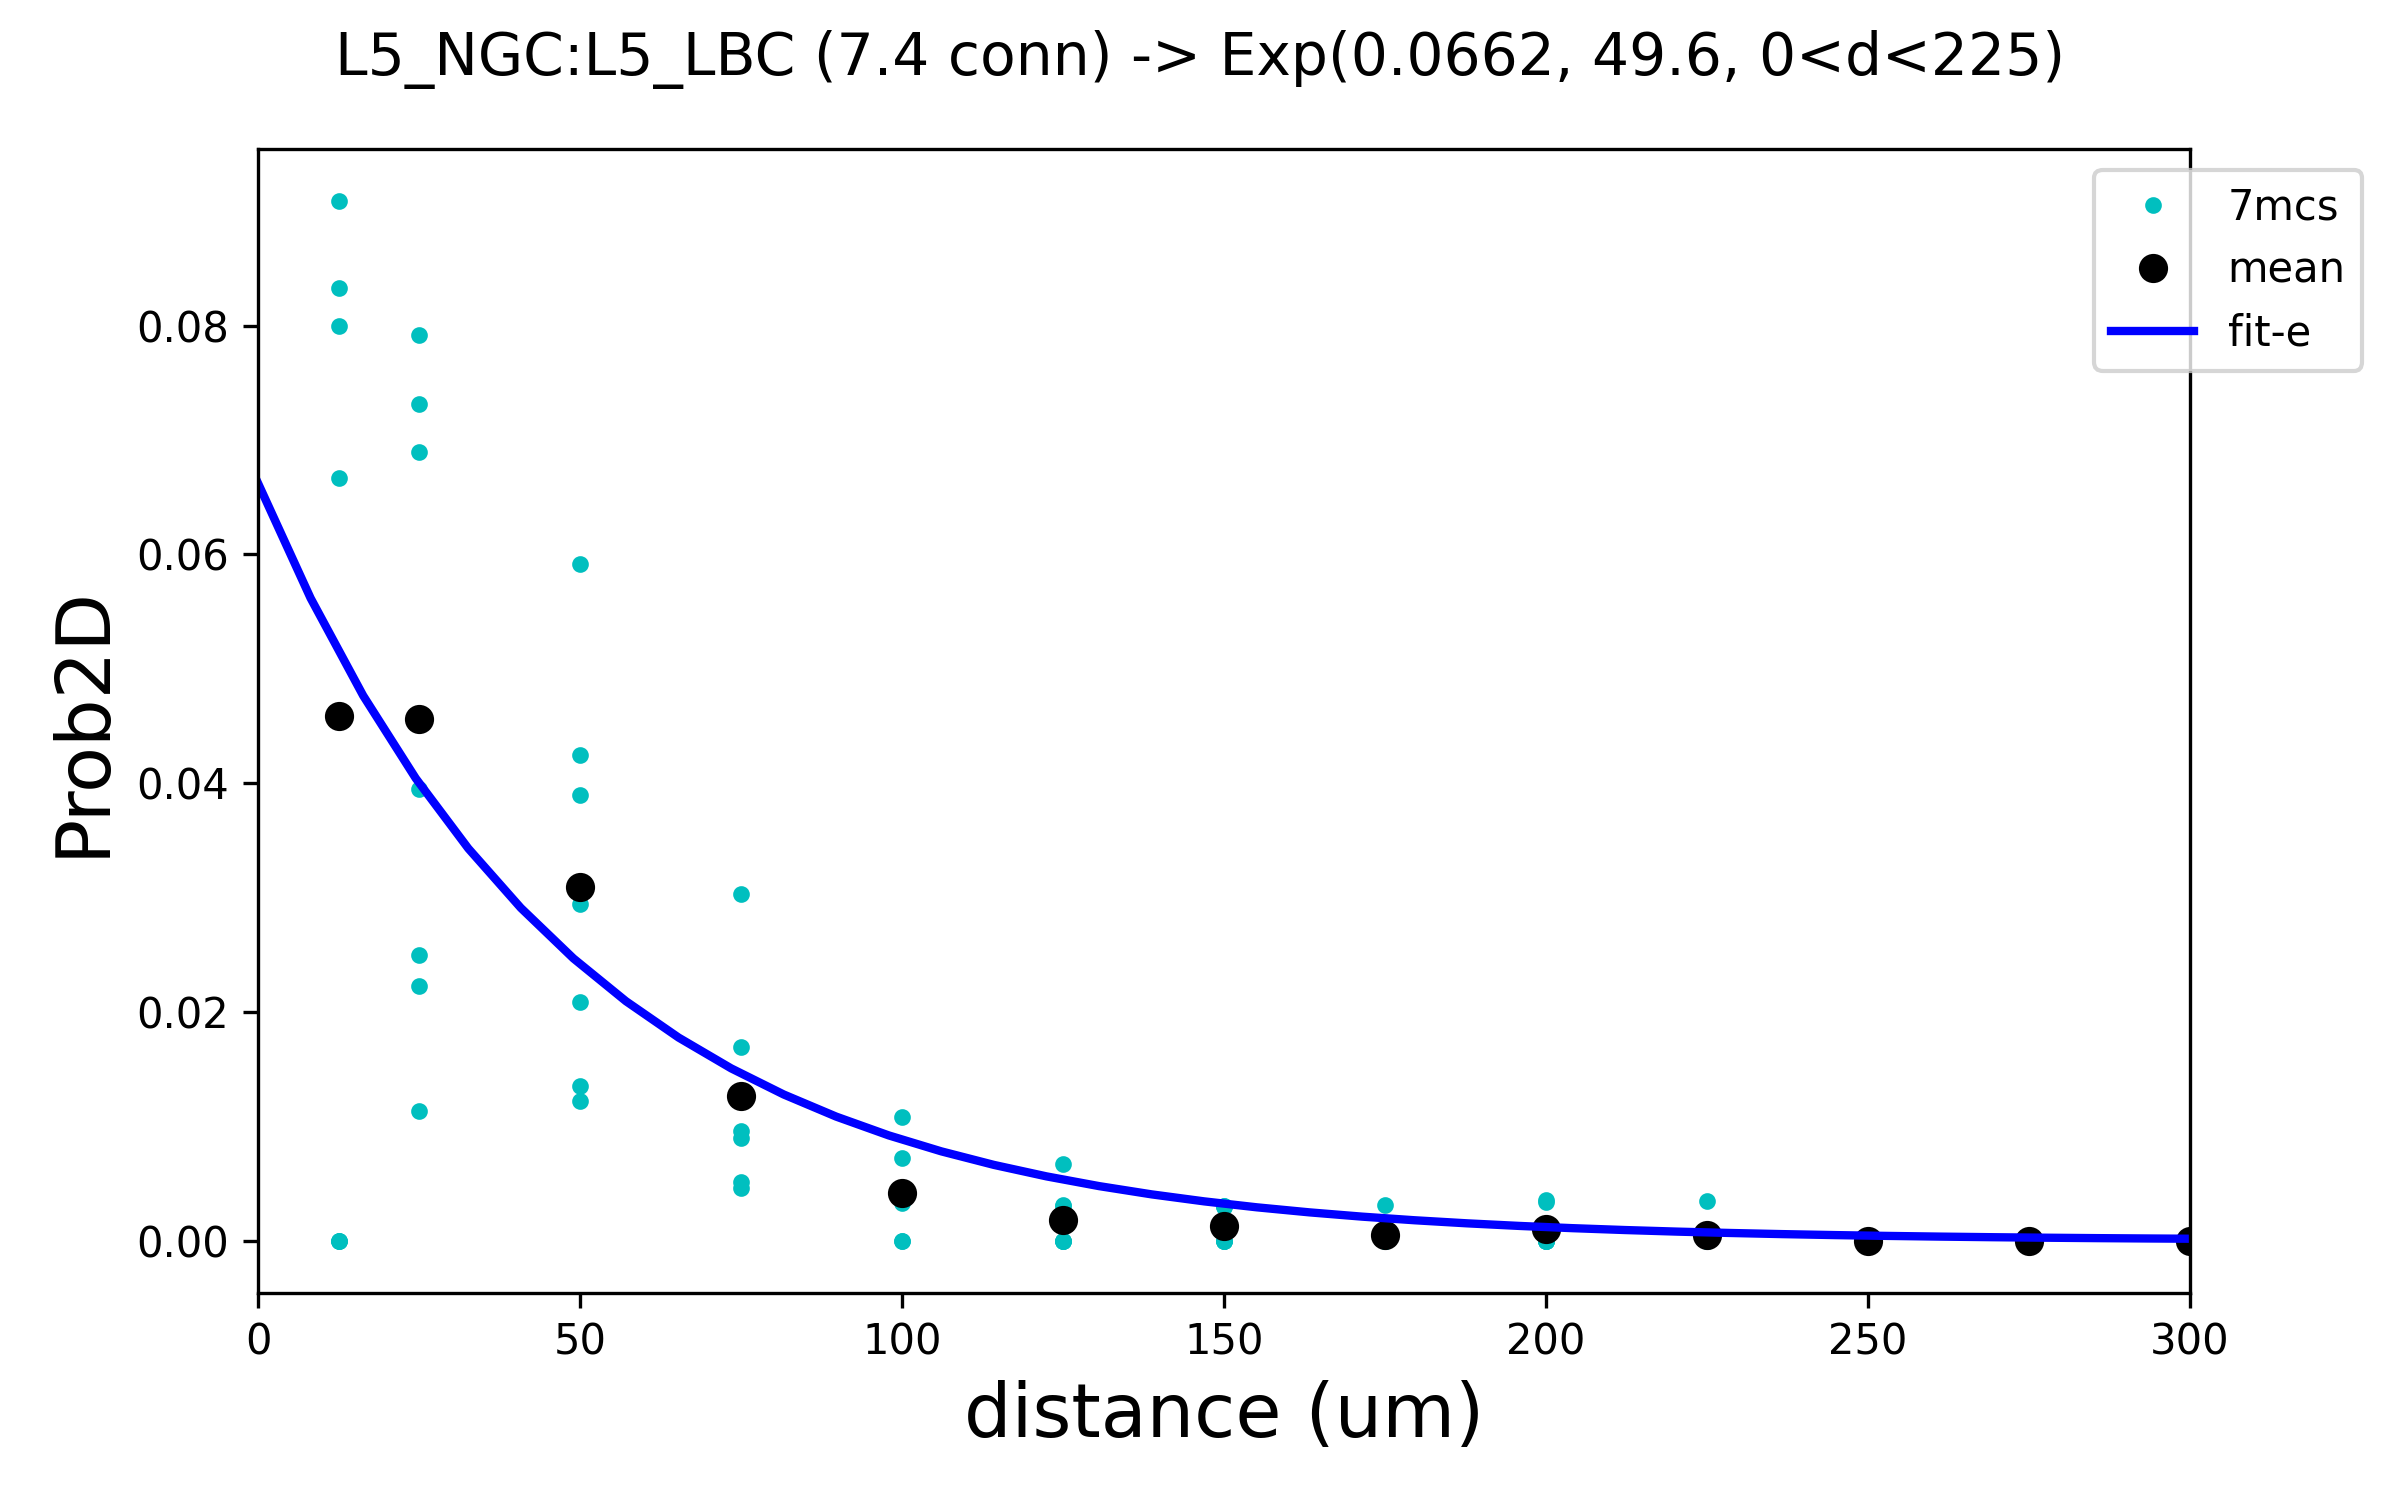 L5_NGC:L5_LBC (7.4 conn) -> Exp(0.0662, 49.6, 0<d<225)
7mcs
mean
fit-e
0.08
0.06
0.04
0.02
0.00
Prob2D
0 50 100 150 200 250 300
distance (um)